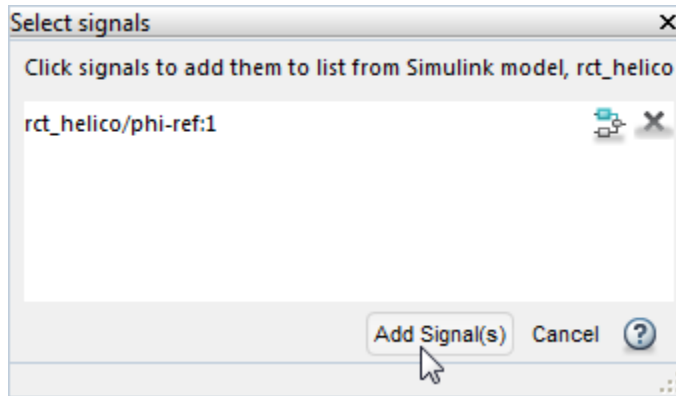 Select signals
Click signals to add them to list from Simulink model, rct_helico
rct_helico/phi-ref:1
Add Signal(s) Cancel ?